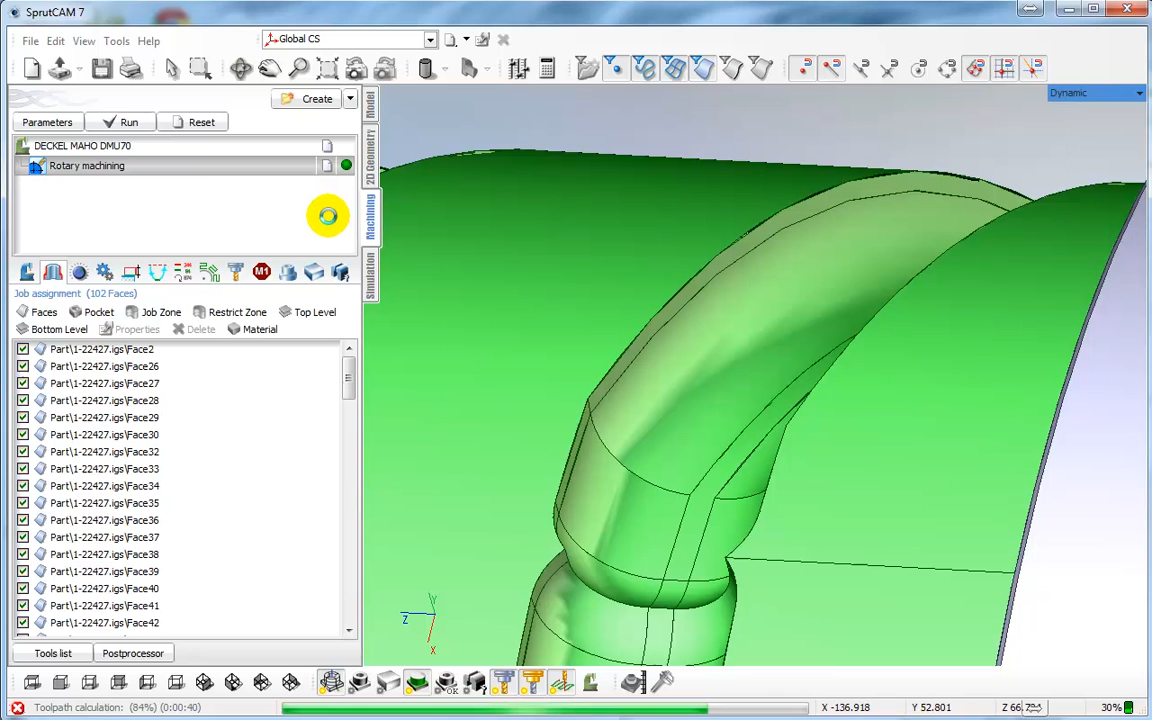 SprutCAM 7
File Edit View Tools Help
Global CS
Create
Parameters Run Reset
DECKEL MAHO DMU70
Rotary machining
Job assignment (102 Faces)
Faces Pocket Job Zone Restrict Zone Top Level
Bottom Level Properties Delete Material
Part\1-22427.igs\Face2
Part\1-22427.igs\Face26
Part\1-22427.igs\Face27
Part\1-22427.igs\Face28
Part\1-22427.igs\Face29
Part\1-22427.igs\Face30
Part\1-22427.igs\Face32
Part\1-22427.igs\Face33
Part\1-22427.igs\Face34
Part\1-22427.igs\Face35
Part\1-22427.igs\Face36
Part\1-22427.igs\Face37
Part\1-22427.igs\Face38
Part\1-22427.igs\Face39
Part\1-22427.igs\Face40
Part\1-22427.igs\Face41
Part\1-22427.igs\Face42
Tools list Postprocessor
Model
2D Geometry
Machining
Simulation
Dynamic
M1
Y
Z
X
OK
Toolpath calculation: (84%) (0:00:40)
X -136.918 Y 52.801 Z 30%